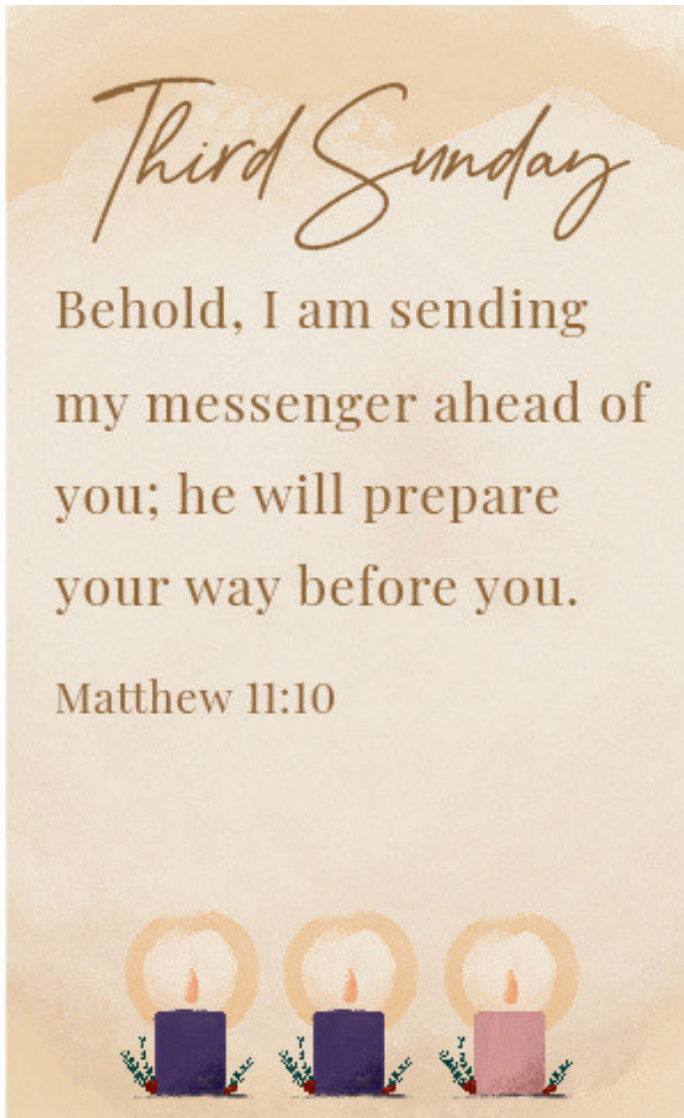 Third Sunday
Behold, I am sending
my messenger ahead of
you; he will prepare
your way before you.
Matthew 11:10